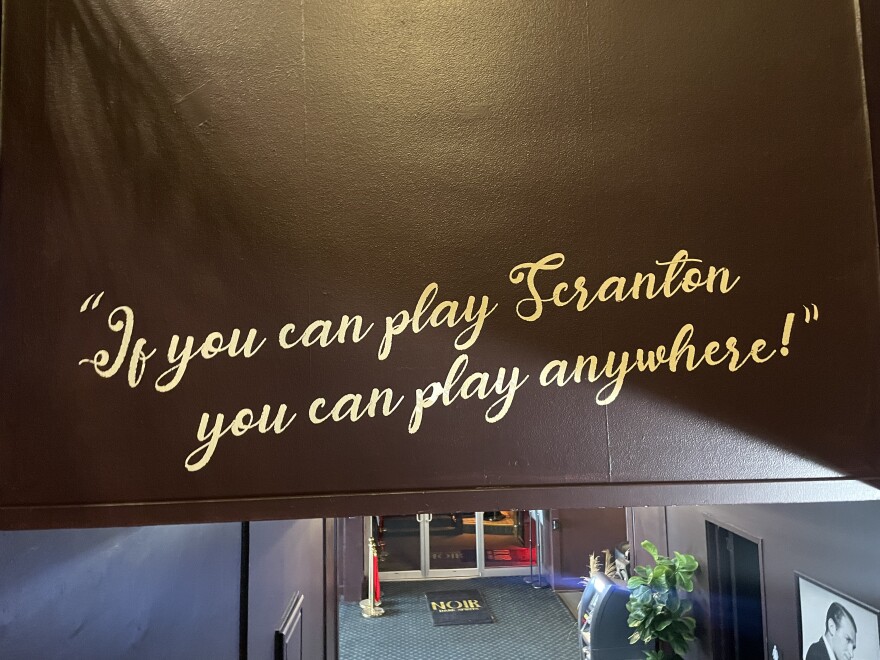 “If you can play Scranton
you can play anywhere!”
NOIR